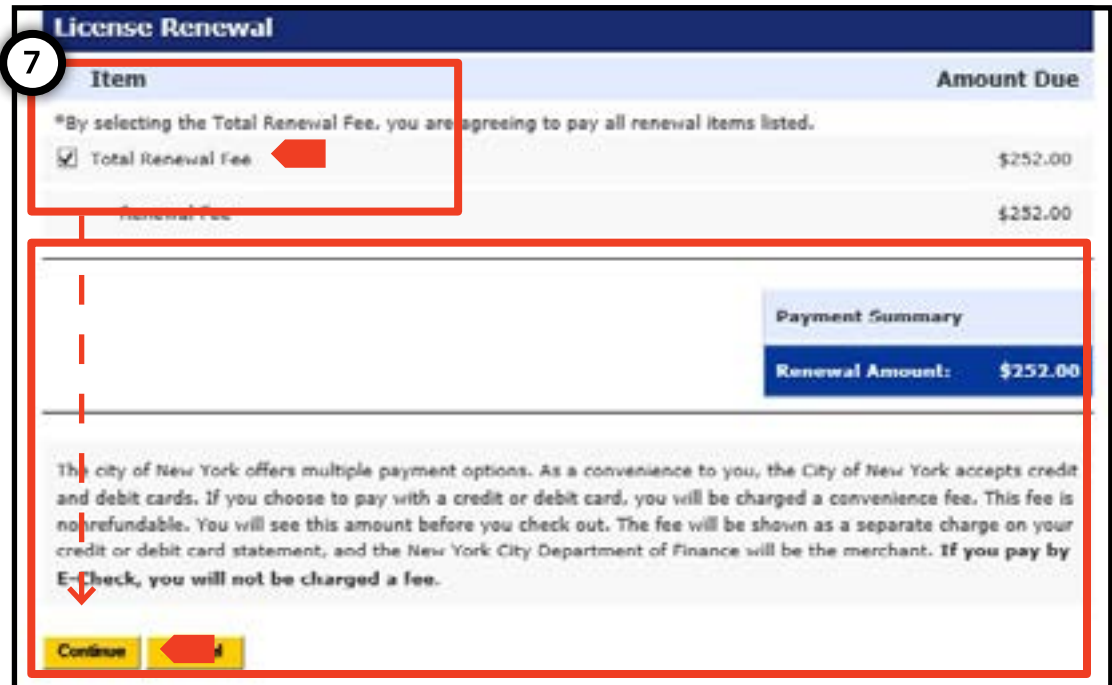 License Renewal
7
Item Amount Due
*By selecting the Total Renewal Fee, you are agreeing to pay all renewal items listed.
Total Renewal Fee $252.00
Renewal Fee $252.00
Payment Summary
Renewal Amount: $252.00
The city of New York offers multiple payment options. As a convenience to you, the City of New York accepts credit
and debit cards. If you choose to pay with a credit or debit card, you will be charged a convenience fee. This fee is
nonrefundable. You will see this amount before you check out. The fee will be shown as a separate charge on your
credit or debit card statement, and the New York City Department of Finance will be the merchant. If you pay by
E-Check, you will not be charged a fee.
Continue